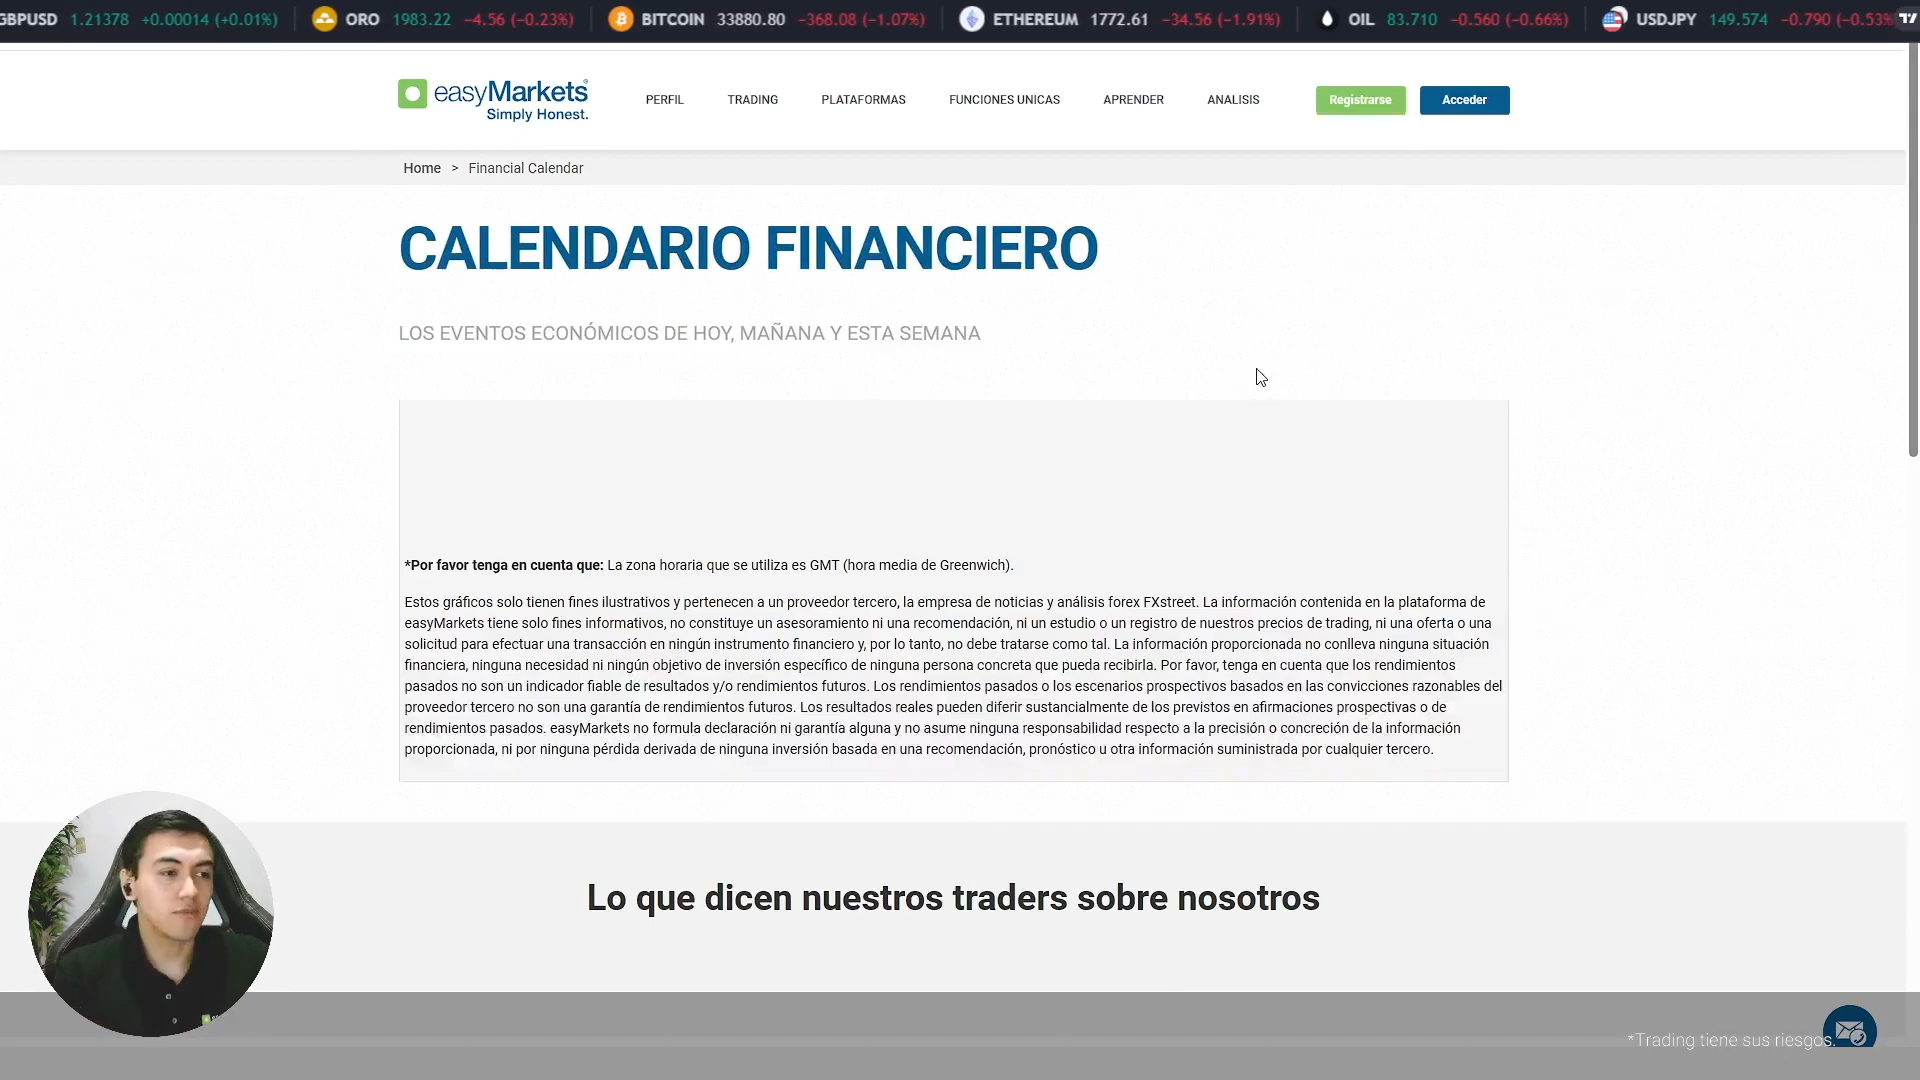 GBPUSD 1.21378 +0.00014 (+0.01%) ORO 1983.22 −4.56 (−0.23%) BITCOIN 33880.80 −368.08 (−1.07%) ETHEREUM 1772.61 −34.56 (−1.91%) OIL 83.710 −0.560 (−0.66%) USDJPY 149.574 −0.790 (−0.53%
easyMarkets
Simply Honest.
PERFIL TRADING PLATAFORMAS FUNCIONES UNICAS APRENDER ANALISIS Registrarse Acceder
Home > Financial Calendar
CALENDARIO FINANCIERO
LOS EVENTOS ECONÓMICOS DE HOY, MAÑANA Y ESTA SEMANA
*Por favor tenga en cuenta que: La zona horaria que se utiliza es GMT (hora media de Greenwich).
Estos gráficos solo tienen fines ilustrativos y pertenecen a un proveedor tercero, la empresa de noticias y análisis forex FXstreet. La información contenida en la plataforma de
easyMarkets tiene solo fines informativos, no constituye un asesoramiento ni una recomendación, ni un estudio o un registro de nuestros precios de trading, ni una oferta o una
solicitud para efectuar una transacción en ningún instrumento financiero y, por lo tanto, no debe tratarse como tal. La información proporcionada no conlleva ninguna situación
financiera, ninguna necesidad ni ningún objetivo de inversión específico de ninguna persona concreta que pueda recibirla. Por favor, tenga en cuenta que los rendimientos
pasados no son un indicador fiable de resultados y/o rendimientos futuros. Los rendimientos pasados o los escenarios prospectivos basados en las convicciones razonables del
proveedor tercero no son una garantía de rendimientos futuros. Los resultados reales pueden diferir sustancialmente de los previstos en afirmaciones prospectivas o de
rendimientos pasados. easyMarkets no formula declaración ni garantía alguna y no asume ninguna responsabilidad respecto a la precisión o concreción de la información
proporcionada, ni por ninguna pérdida derivada de ninguna inversión basada en una recomendación, pronóstico u otra información suministrada por cualquier tercero.
Lo que dicen nuestros traders sobre nosotros
*Trading tiene sus riesgos.